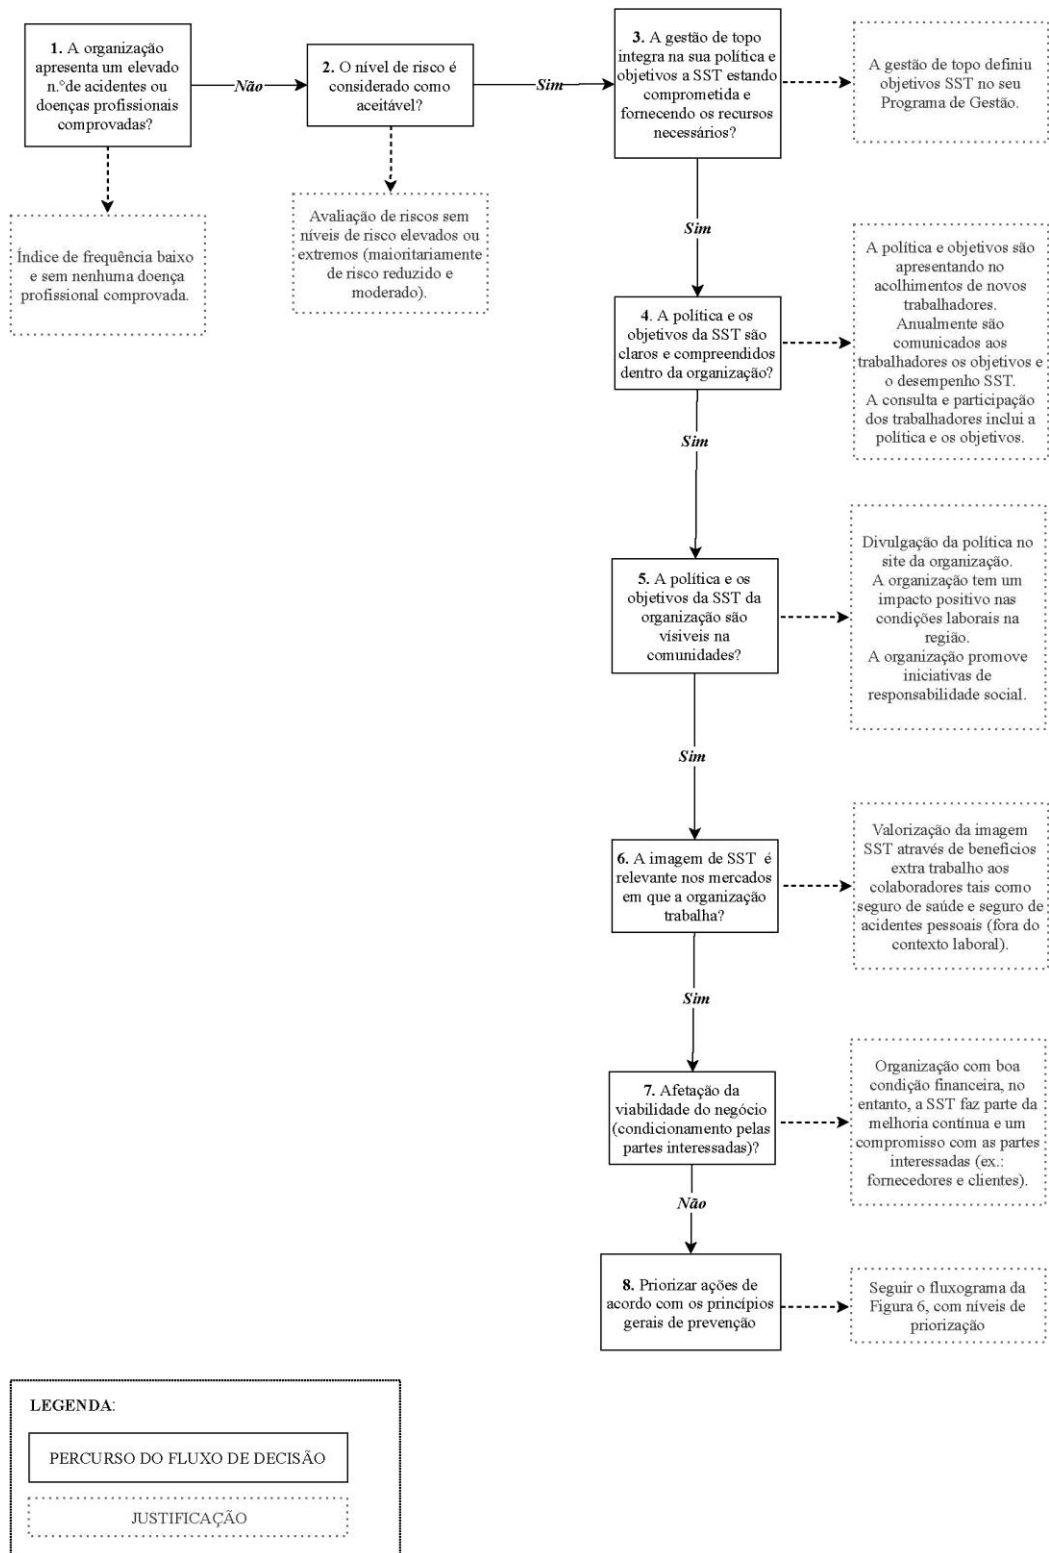 1. A organização
apresenta um elevado
n.°de acidentes ou
doenças profissionais
comprovadas?
Não
2. O nível de risco é
considerado como
aceitável?
Sim
3. A gestão de topo
integra na sua política e
objetivos a SST estando
comprometida e
fornecendo os recursos
necessários?
A gestão de topo definiu
objetivos SST no seu
Programa de Gestão.
Índice de frequência baixo
e sem nenhuma doença
profissional comprovada.
Avaliação de riscos sem
níveis de risco elevados ou
extremos (maioritariamente
de risco reduzido e
moderado).
Sim
4. A política e os
objetivos da SST são
claros e compreendidos
dentro da organização?
A política e objetivos são
apresentando no
acolhimentos de novos
trabalhadores.
Anualmente são
comunicados aos
trabalhadores os objetivos e
o desempenho SST.
A consulta e participação
dos trabalhadores inclui a
política e os objetivos.
Sim
5. A política e os
objetivos da SST da
organização são
vísiveis na
comunidades?
Divulgação da política no
site da organização.
A organização tem um
impacto positivo nas
condições laborais na
região.
A organização promove
iniciativas de
responsabilidade social.
Sim
6. A imagem de SST é
relevante nos mercados
em que a organização
trabalha?
Valorização da imagem
SST através de benefícios
extra trabalho aos
colaboradores tais como
seguro de saúde e seguro de
acidentes pessoais (fora do
contexto laboral).
Sim
7. Afetação da
viabilidade do negócio
(condicionamento pelas
partes interessadas)?
Organização com boa
condição financeira, no
entanto, a SST faz parte da
melhoria contínua e um
compromisso com as partes
interessadas (ex.:
fornecedores e clientes).
Não
8. Priorizar ações de
acordo com os princípios
gerais de prevenção
Seguir o fluxograma da
Figura 6, com níveis de
priorização
LEGENDA:
PERCURSO DO FLUXO DE DECISÃO
JUSTIFICAÇÃO